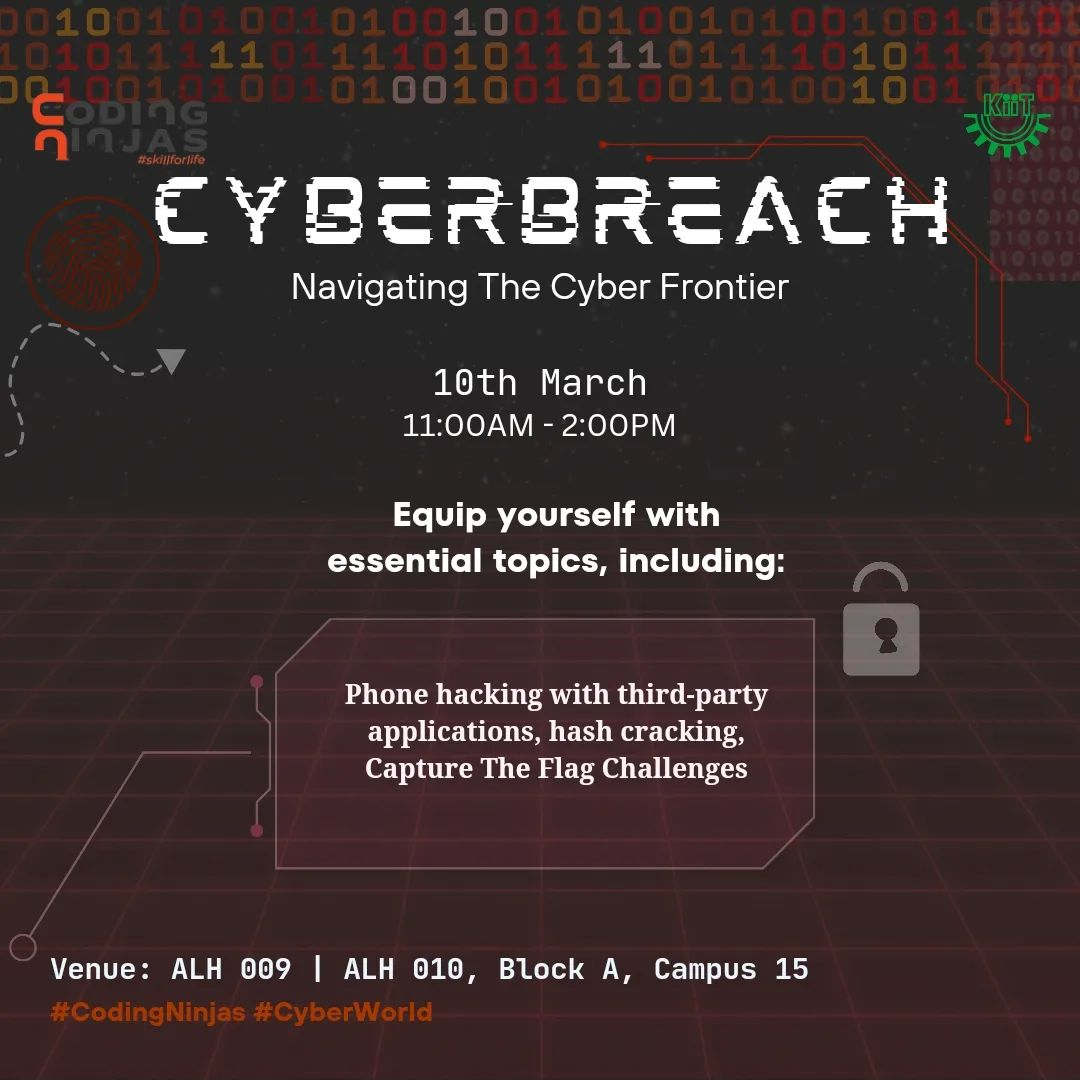 CODING
NINJAS
#skillforlife
KiiT
CYBERBREACH
Navigating The Cyber Frontier
10th March
11:00AM - 2:00PM
Equip yourself with
essential topics, including:
Phone hacking with third-party
applications, hash cracking,
Capture The Flag Challenges
Venue: ALH 009 | ALH 010, Block A, Campus 15
#CodingNinjas #CyberWorld